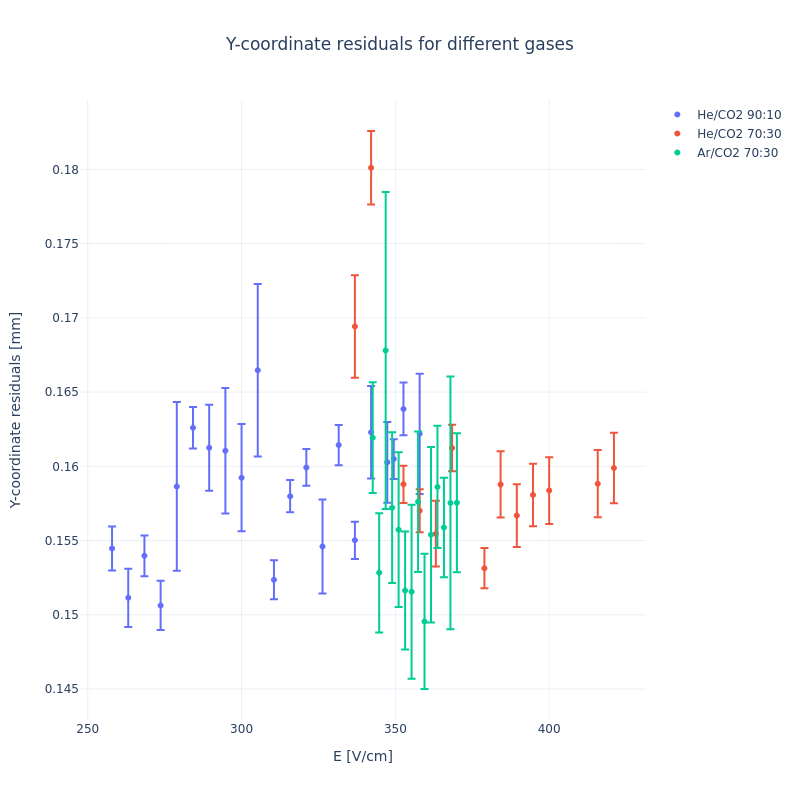 Y-coordinate residuals for different gases
He/CO2 90:10
He/CO2 70:30
Ar/CO2 70:30
0.18
0.175
0.17
0.165
0.16
0.155
0.15
0.145
Y-coordinate residuals [mm]
250
300
350
400
E [V/cm]